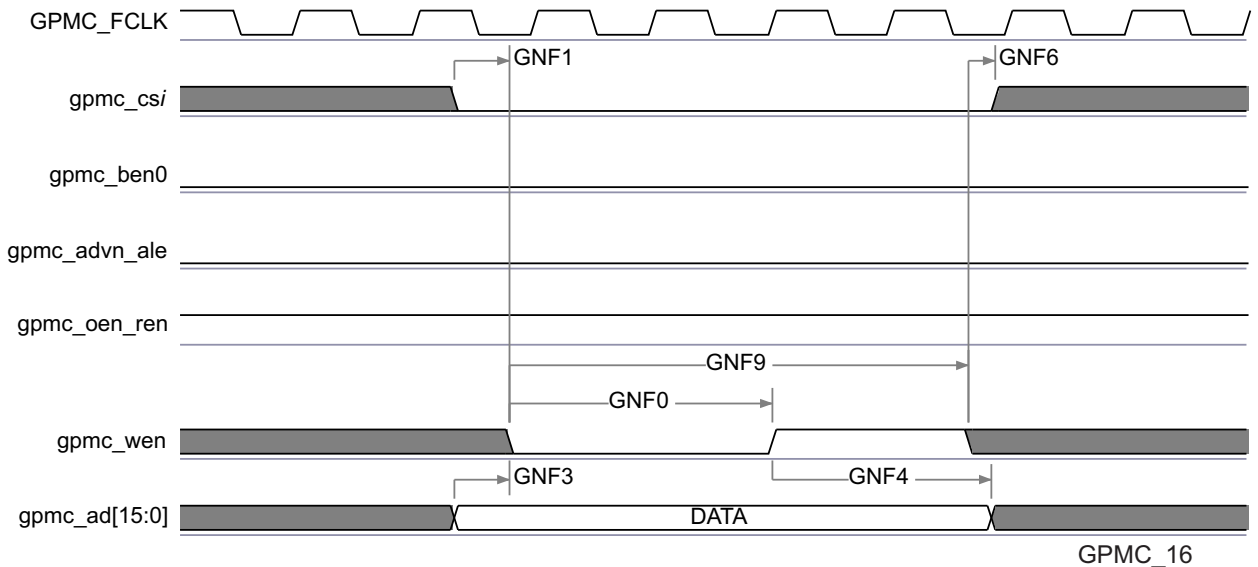 GPMC_FCLK
GNF1
GNF6
gpmc_csi
gpmc_ben0
gpmc_advn_ale
gpmc_oen_ren
GNF9
GNF0
gpmc_wen
GNF3
GNF4
gpmc_ad[15:0]
DATA
GPMC_16